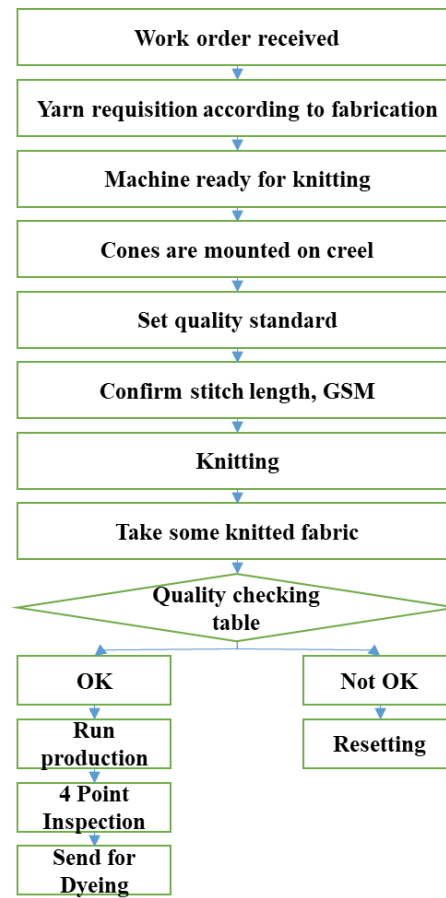 Work order received
Yarn requisition according to fabrication
Machine ready for knitting
Cones are mounted on creel
Set quality standard
Confirm stitch length, GSM
Knitting
Take some knitted fabric
Quality checking
table
OK
Not OK
Run
production
Resetting
4 Point
Inspection
Send for
Dyeing